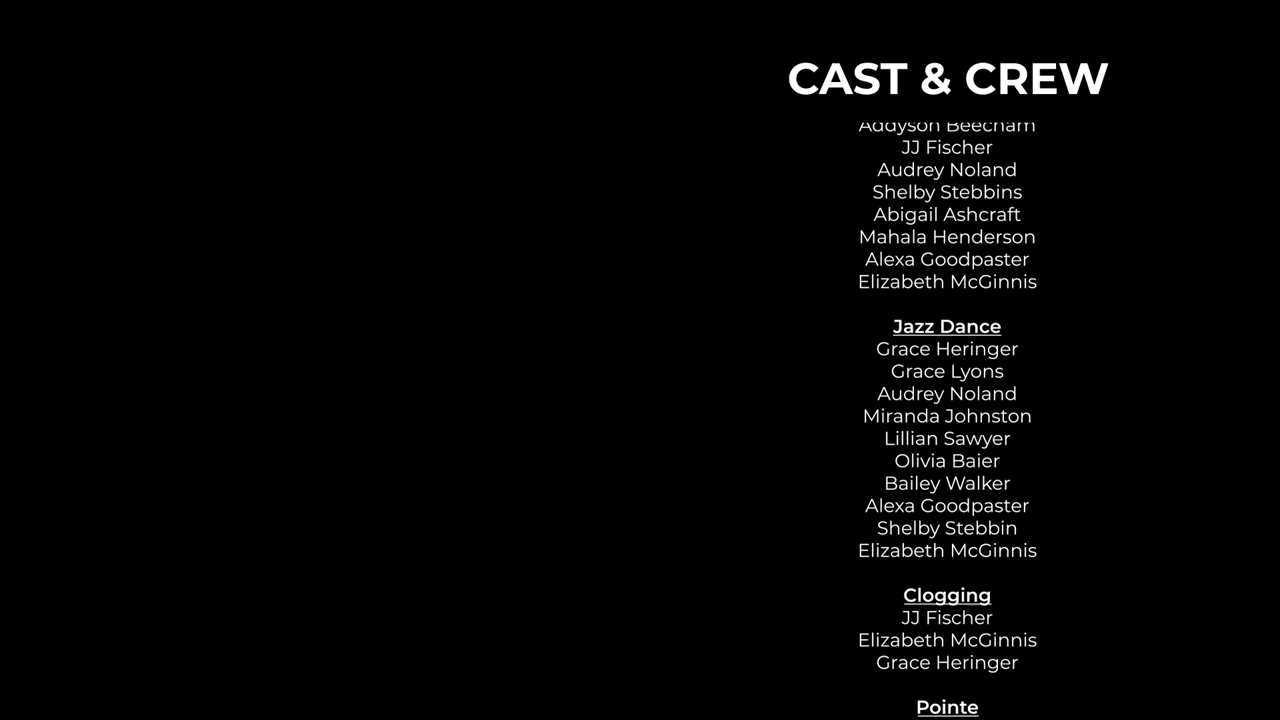 CAST & CREW
Addyson Beecham
JJ Fischer
Audrey Noland
Shelby Stebbins
Abigail Ashcraft
Mahala Henderson
Alexa Goodpaster
Elizabeth McGinnis
Jazz Dance
Grace Heringer
Grace Lyons
Audrey Noland
Miranda Johnston
Lillian Sawyer
Olivia Baier
Bailey Walker
Alexa Goodpaster
Shelby Stebbin
Elizabeth McGinnis
Clogging
JJ Fischer
Elizabeth McGinnis
Grace Heringer
Pointe